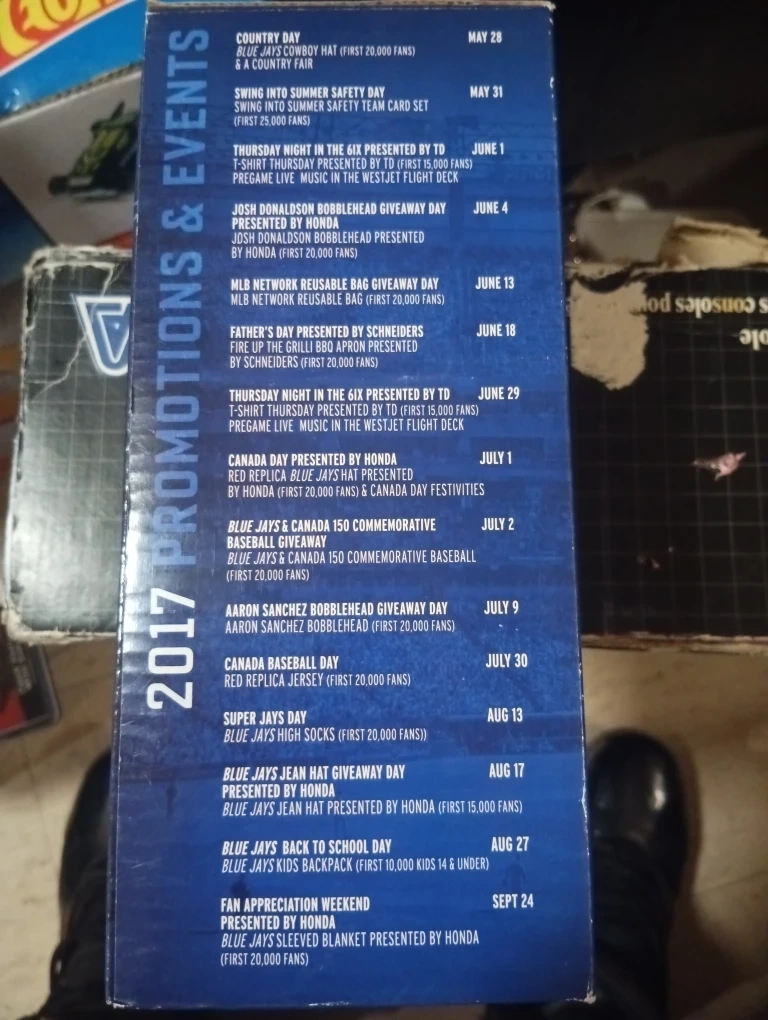 2017 PROMOTIONS & EVENTS
COUNTRY DAY MAY 28
BLUE JAYS COWBOY HAT (FIRST 20,000 FANS)
& A COUNTRY FAIR
SWING INTO SUMMER SAFETY DAY MAY 31
SWING INTO SUMMER SAFETY TEAM CARD SET
(FIRST 25,000 FANS)
THURSDAY NIGHT IN THE 6IX PRESENTED BY TD JUNE 1
T-SHIRT THURSDAY PRESENTED BY TD (FIRST 15,000 FANS)
PREGAME LIVE MUSIC IN THE WESTJET FLIGHT DECK
JOSH DONALDSON BOBBLEHEAD GIVEAWAY DAY JUNE 4
PRESENTED BY HONDA
JOSH DONALDSON BOBBLEHEAD PRESENTED
BY HONDA (FIRST 20,000 FANS)
MLB NETWORK REUSABLE BAG GIVEAWAY DAY JUNE 13
MLB NETWORK REUSABLE BAG (FIRST 20,000 FANS)
FATHER'S DAY PRESENTED BY SCHNEIDERS JUNE 18
FIRE UP THE GRILLI BBQ APRON PRESENTED
BY SCHNEIDERS (FIRST 20,000 FANS)
THURSDAY NIGHT IN THE 6IX PRESENTED BY TD JUNE 29
T-SHIRT THURSDAY PRESENTED BY TD (FIRST 15,000 FANS)
PREGAME LIVE MUSIC IN THE WESTJET FLIGHT DECK
CANADA DAY PRESENTED BY HONDA JULY 1
RED REPLICA BLUE JAYS HAT PRESENTED
BY HONDA (FIRST 20,000 FANS) & CANADA DAY FESTIVITIES
BLUE JAYS & CANADA 150 COMMEMORATIVE JULY 2
BASEBALL GIVEAWAY
BLUE JAYS & CANADA 150 COMMEMORATIVE BASEBALL
(FIRST 20,000 FANS)
AARON SANCHEZ BOBBLEHEAD GIVEAWAY DAY JULY 9
AARON SANCHEZ BOBBLEHEAD (FIRST 20,000 FANS)
CANADA BASEBALL DAY JULY 30
RED REPLICA JERSEY (FIRST 20,000 FANS)
SUPER JAYS DAY AUG 13
BLUE JAYS HIGH SOCKS (FIRST 20,000 FANS))
BLUE JAYS JEAN HAT GIVEAWAY DAY AUG 17
PRESENTED BY HONDA
BLUE JAYS JEAN HAT PRESENTED BY HONDA (FIRST 15,000 FANS)
BLUE JAYS BACK TO SCHOOL DAY AUG 27
BLUE JAYS KIDS BACKPACK (FIRST 10,000 KIDS 14 & UNDER)
FAN APPRECIATION WEEKEND SEPT 24
PRESENTED BY HONDA
BLUE JAYS SLEEVED BLANKET PRESENTED BY HONDA
(FIRST 20,000 FANS)
consoles